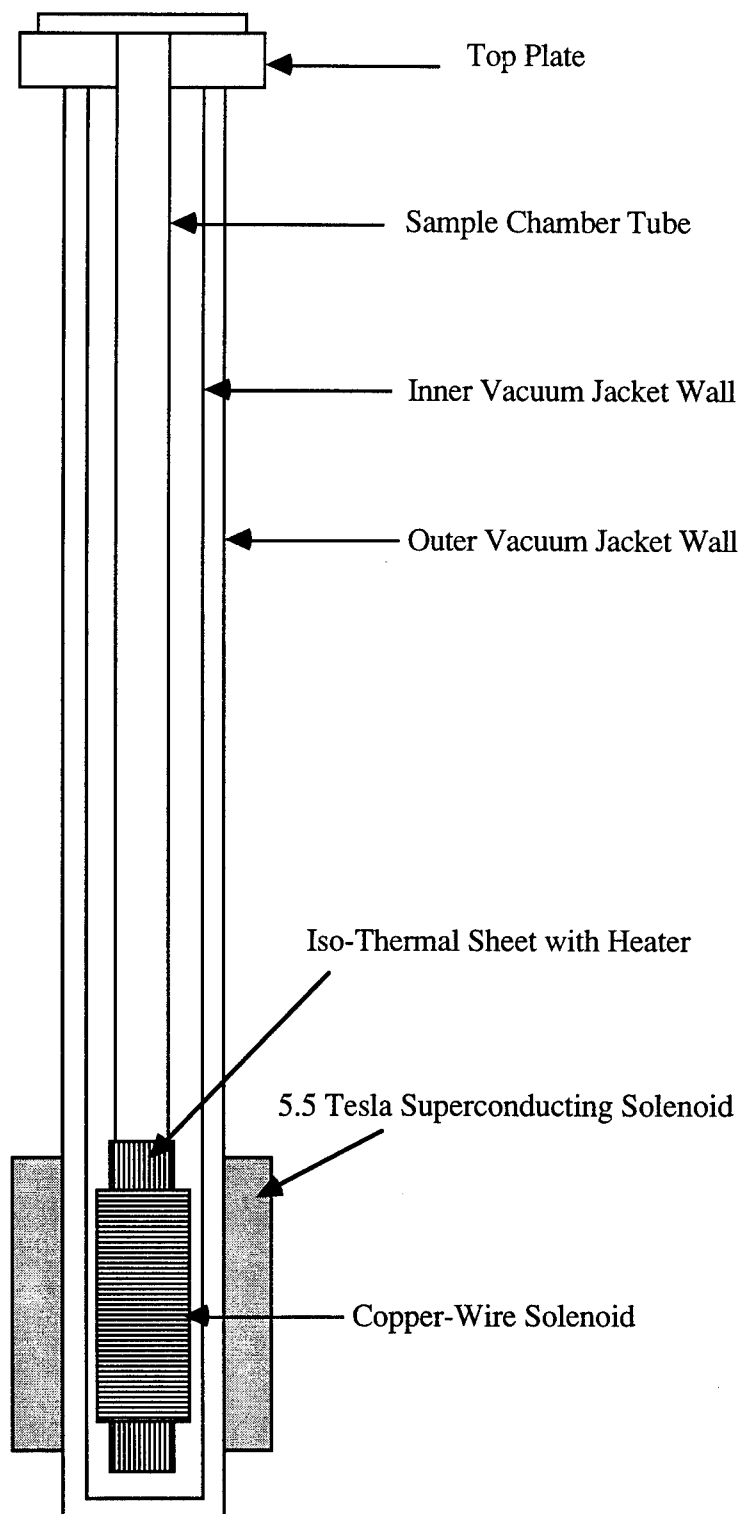 Top Plate
Sample Chamber Tube
Inner Vacuum Jacket Wall
Outer Vacuum Jacket Wall
Iso-Thermal Sheet with Heater
5.5 Tesla Superconducting Solenoid
Copper-Wire Solenoid